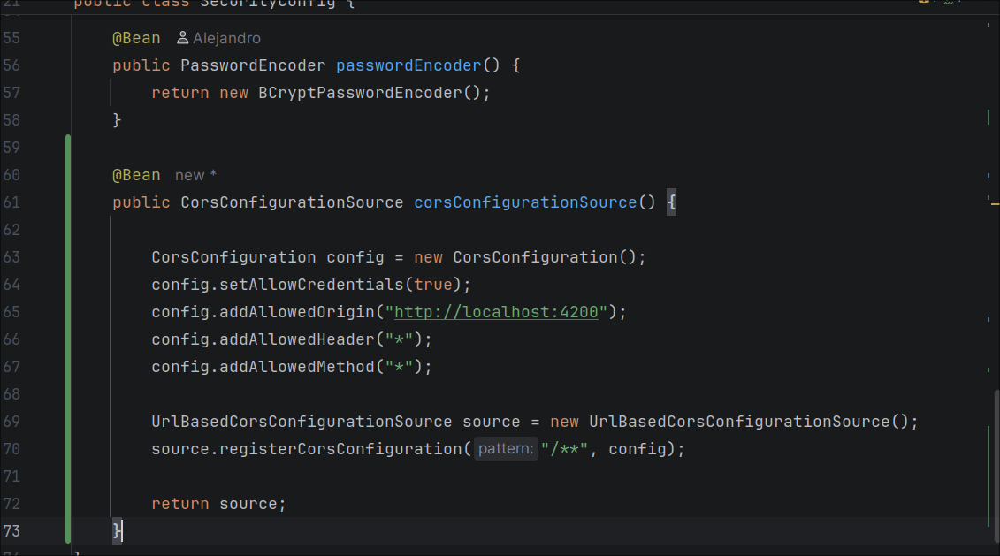 21 public class SecurityConfig {
55 @Bean Alejandro
56 public PasswordEncoder passwordEncoder() {
57 return new BCryptPasswordEncoder();
58 }
59
60 @Bean new *
61 public CorsConfigurationSource corsConfigurationSource() {
62
63 CorsConfiguration config = new CorsConfiguration();
64 config.setAllowCredentials(true);
65 config.addAllowedOrigin("http://localhost:4200");
66 config.addAllowedHeader("*");
67 config.addAllowedMethod("*");
68
69 UrlBasedCorsConfigurationSource source = new UrlBasedCorsConfigurationSource();
70 source.registerCorsConfiguration( pattern: "/**", config);
71
72 return source;
73 }